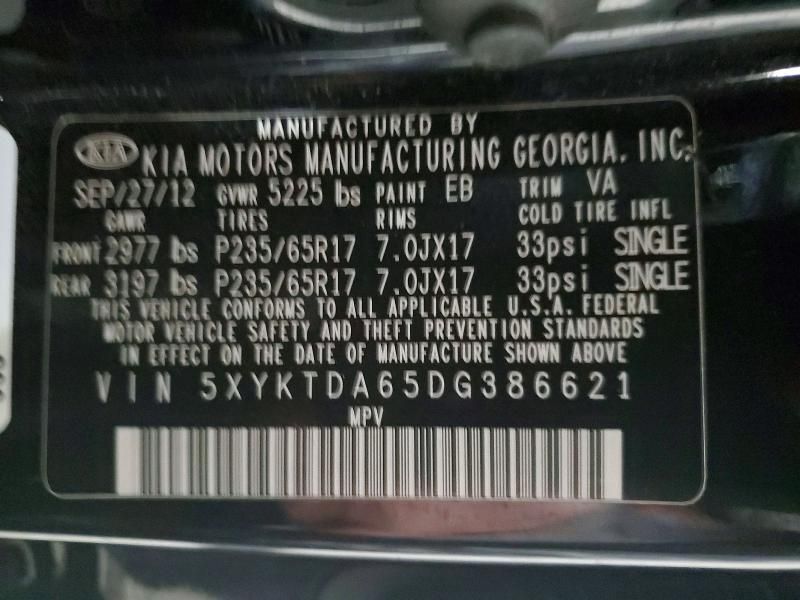 MANUFACTURED BY
KIA KIA MOTORS MANUFACTURING GEORGIA, INC.
SEP/27/12 GVWR 5225 lbs PAINT EB TRIM VA
GAWR TIRES RIMS COLD TIRE INFL
FRONT 2977 lbs P235/65R17 7.0JX17 33psi SINGLE
REAR 3197 lbs P235/65R17 7.0JX17 33psi SINGLE
THIS VEHICLE CONFORMS TO ALL APPLICABLE U.S.A. FEDERAL
MOTOR VEHICLE SAFETY AND THEFT PREVENTION STANDARDS
IN EFFECT ON THE DATE OF MANUFACTURE SHOWN ABOVE
VIN 5XYKTDA65DG386621
MPV